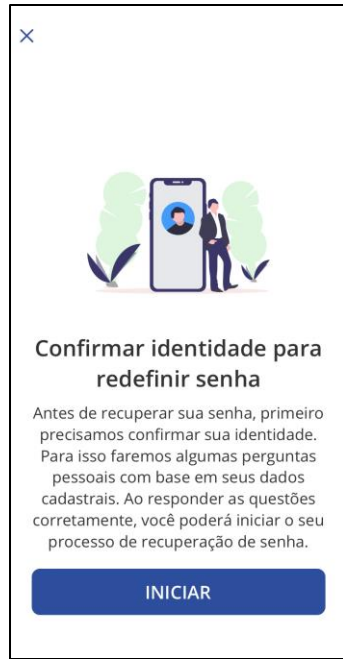 Confirmar identidade para
redefinir senha
Antes de recuperar sua senha, primeiro
precisamos confirmar sua identidade.
Para isso faremos algumas perguntas
pessoais com base em seus dados
cadastrais. Ao responder as questões
corretamente, você poderá iniciar o seu
processo de recuperação de senha.
INICIAR